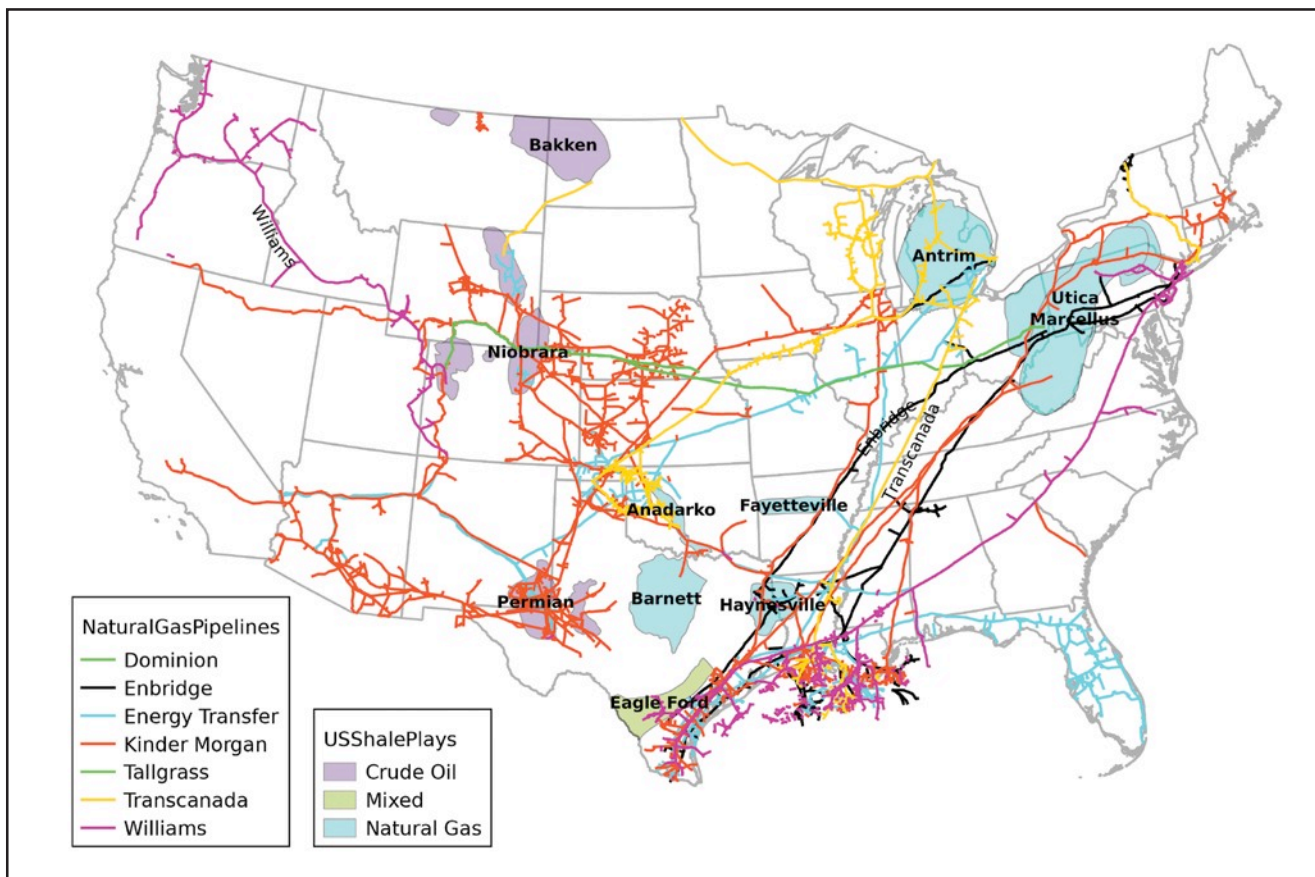 Bakken
Williams
Antrim
Utica
Marcellus
Niobrara
Enbridge
Transcanada
Anadarko
Fayetteville
Permian
Barnett
Haynesville
Eagle Ford
NaturalGasPipelines
Dominion
Enbridge
Energy Transfer
Kinder Morgan
Tallgrass
Transcanada
Williams
USShalePlays
Crude Oil
Mixed
Natural Gas